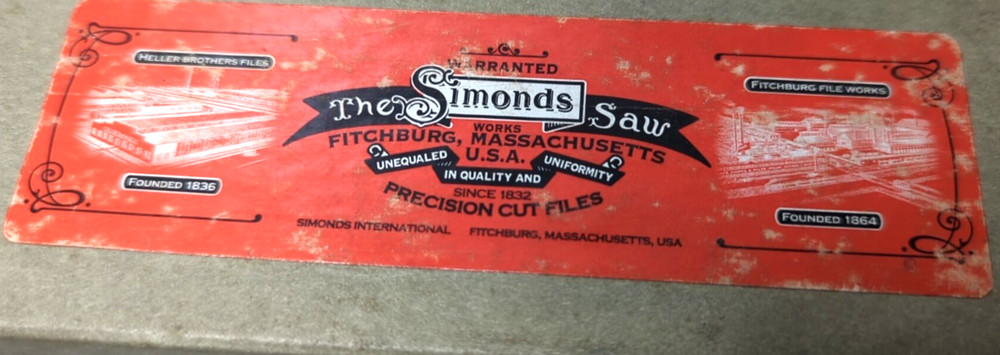 HELLER BROTHERS FILES
FOUNDED 1836
WARRANTED
The Simonds Saw
WORKS
FITCHBURG, MASSACHUSETTS
U.S.A.
UNEQUALED
IN QUALITY AND
UNIFORMITY
SINCE 1832
PRECISION CUT FILES
SIMONDS INTERNATIONAL FITCHBURG, MASSACHUSETTS, USA
FITCHBURG FILE WORKS
FOUNDED 1864